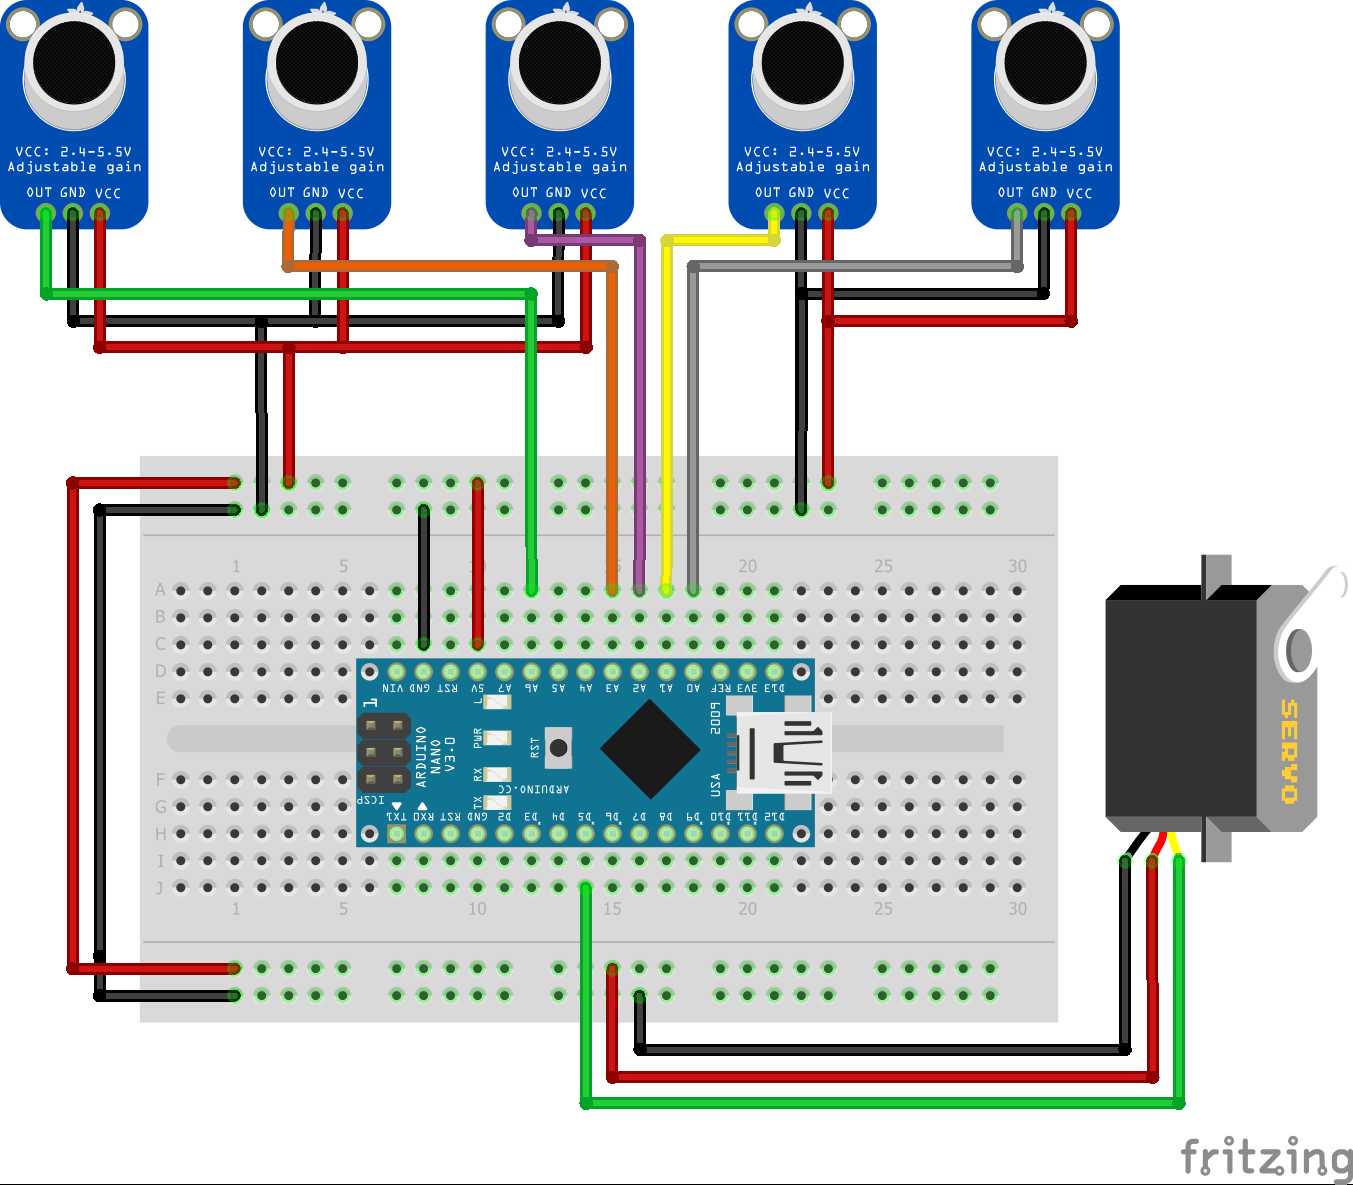 VCC: 2.4-5.5V
Adjustable gain
OUT GND VCC
VCC: 2.4-5.5V
Adjustable gain
OUT GND VCC
VCC: 2.4-5.5V
Adjustable gain
OUT GND VCC
VCC: 2.4-5.5V
Adjustable gain
OUT GND VCC
VCC: 2.4-5.5V
Adjustable gain
OUT GND VCC
1 5 20 25 30
A
B
C
D
E
VIN GND RST 5V A7 A6 A5 A4 A3 A2 A1 A0 REF 3V3 D13
1
L
PWR
RX
TX
ARDUINO
NANO
V3.0
RST
ARDUINO.CC
2009
USA
ICSP
TX1 RX0 RST GND D2 D3* D4 D5* D6* D7 D8 D9* D10* D11* D12
F
G
H
I
J
1 5 10 15 20 25 30
SERVO
fritzing